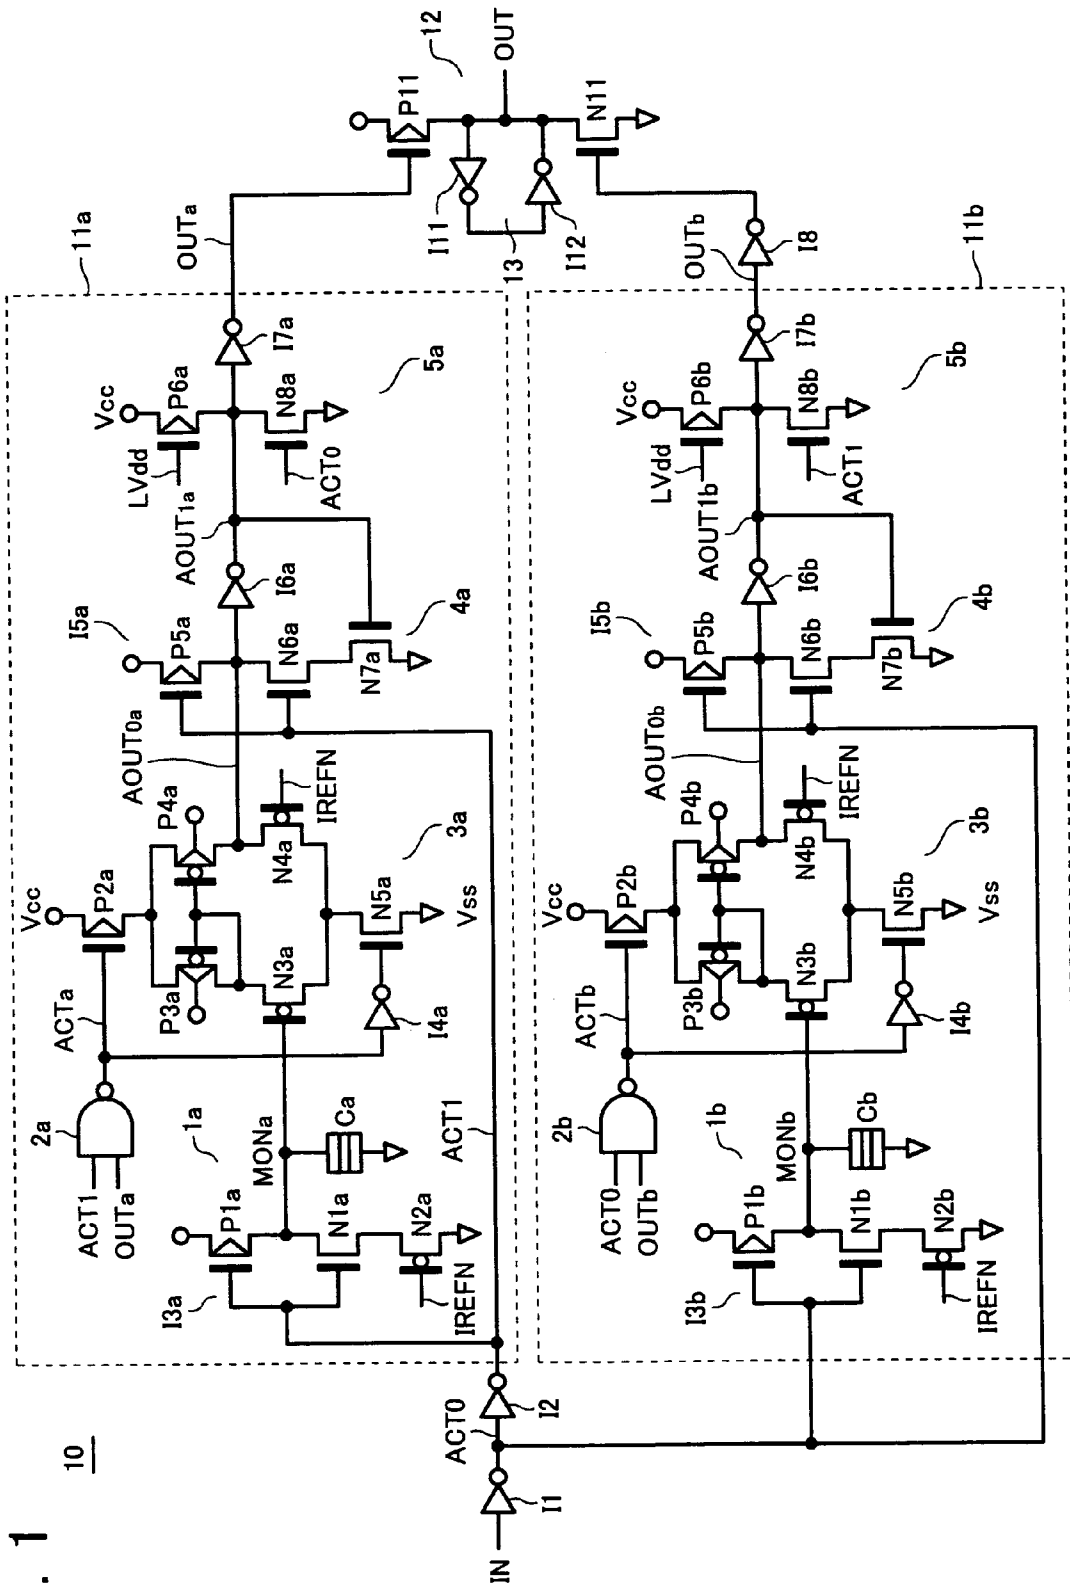 . 1
10
IN
I1
ACT0
I2
11a
ACT1
OUTa
2a
ACTa
Vcc
P2a
P3a
P4a
N3a
N4a
IREFN
I4a
N5a
Vss
3a
1a
I3a
P1a
N1a
N2a
IREFN
MONa
Ca
ACT1
AOUT0a
I5a
P5a
N6a
N7a
4a
I6a
AOUT1a
Vcc
LVdd
P6a
N8a
ACT0
5a
I7a
OUTa
11b
ACT0
OUTb
2b
ACTb
Vcc
P2b
P3b
P4b
N3b
N4b
IREFN
I4b
N5b
Vss
3b
1b
I3b
P1b
N1b
N2b
IREFN
MONb
Cb
AOUT0b
I5b
P5b
N6b
N7b
4b
I6b
AOUT1b
Vcc
LVdd
P6b
N8b
ACT1
5b
I7b
OUTb
I8
12
P11
I11
13
I12
N11
OUT